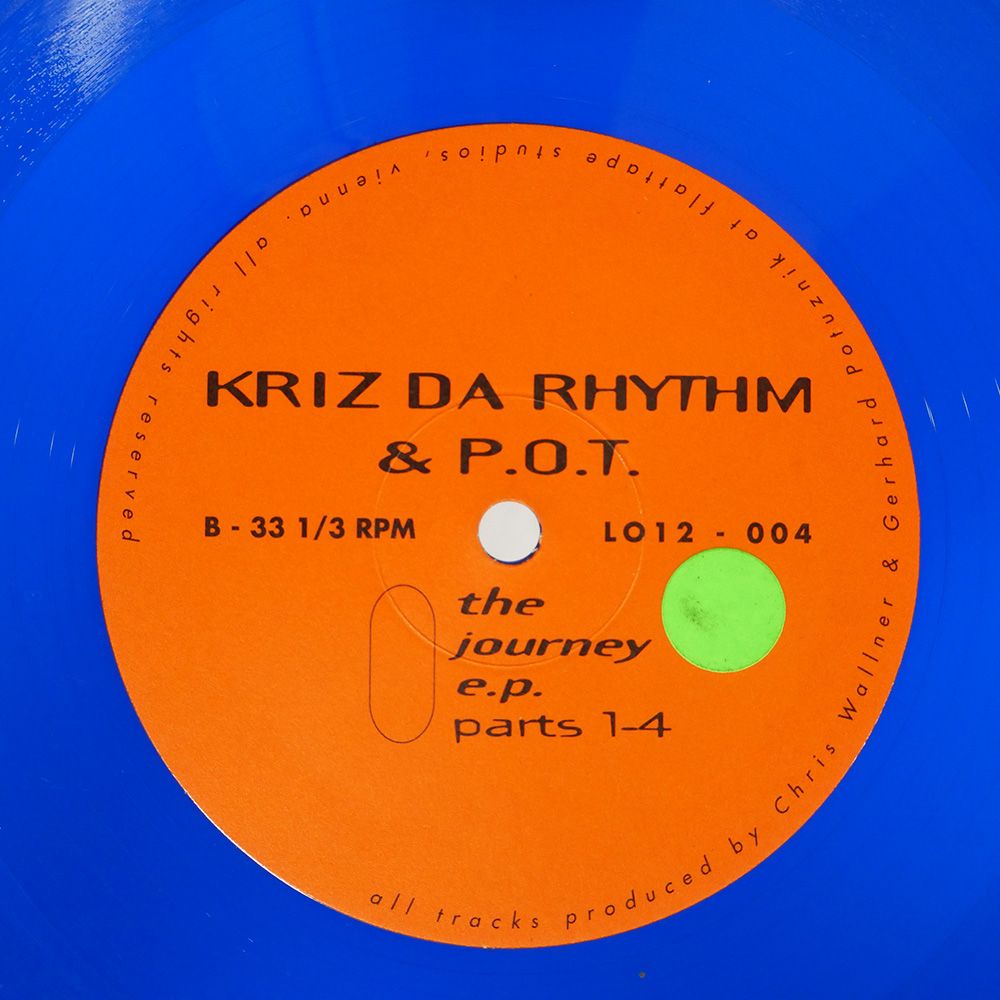 KRIZ DA RHYTHM
& P.O.T.
B - 33 1/3 RPM
LO12 - 004
the
journey
e.p.
parts 1-4
all tracks produced by Chris Wallner & Gerhard Potuznik at flattape studios, vienna. all rights reserved